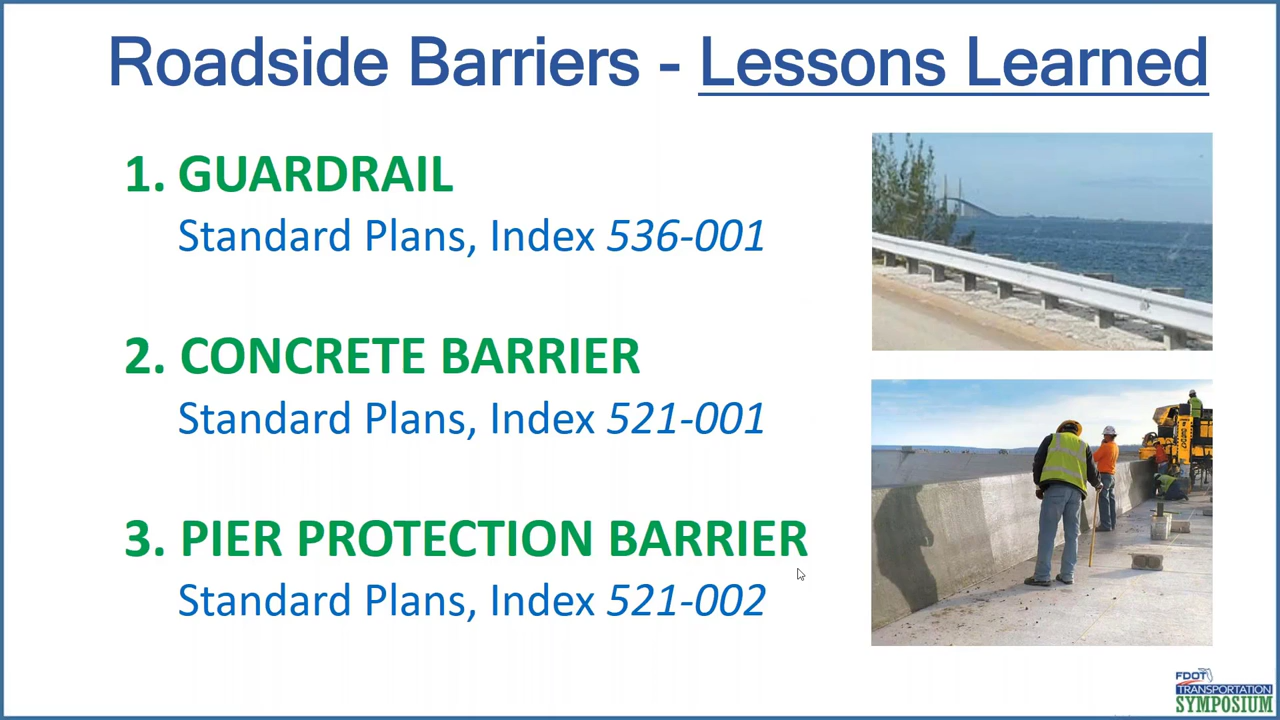 Roadside Barriers - Lessons Learned
1. GUARDRAIL
Standard Plans, Index 536-001
2. CONCRETE BARRIER
Standard Plans, Index 521-001
3. PIER PROTECTION BARRIER
Standard Plans, Index 521-002
FDOT
TRANSPORTATION
SYMPOSIUM